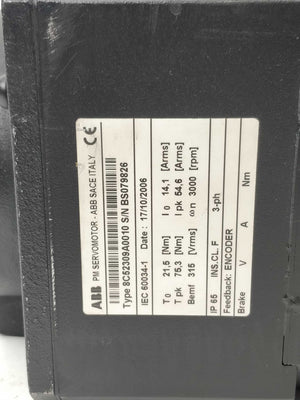 ABB PM SERVOMOTOR - ABB SACE ITALY CE
Type 8C52309A0010 S/N BS079826
IEC 60034-1 Date : 17/10/2006
To 21,5 [Nm] Io 14,1 [Arms]
T pk 75,3 [Nm] I pk 54,6 [Arms]
Bemf 315 [Vrms] ωn 3000 [rpm]
IP 65 INS.CL. F 3-ph
Feedback: ENCODER
Brake V A Nm